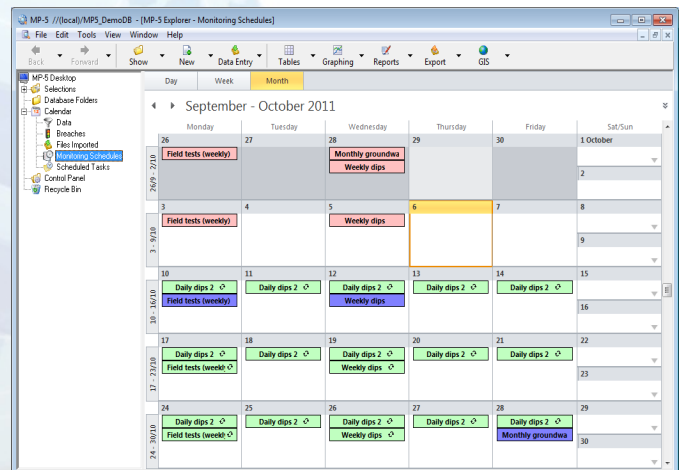 MP-5 //(local)/MP5_DemoDB - [MP-5 Explorer - Monitoring Schedules]
File Edit Tools View Window Help
Back Forward Show New Data Entry Tables Graphing Reports Export GIS
MP-5 Desktop
Selections
Database Folders
Calendar
Data
Breaches
Files Imported
Monitoring Schedules
Scheduled Tasks
Control Panel
Recycle Bin
Day Week Month
September - October 2011
Monday Tuesday Wednesday Thursday Friday Sat/Sun
26/9 - 2/10
26 27 28 29 30 1 October
Field tests (weekly) Monthly groundwa
Weekly dips
2
3 - 9/10
3 4 5 6 7 8
Field tests (weekly) Weekly dips
9
10 - 16/10
10 11 12 13 14 15
Daily dips 2 Daily dips 2 Daily dips 2 Daily dips 2 Daily dips 2
Field tests (weekly) Weekly dips
16
17 - 23/10
17 18 19 20 21 22
Daily dips 2 Daily dips 2 Daily dips 2 Daily dips 2 Daily dips 2
Field tests (weekly Weekly dips
23
24 - 30/10
24 25 26 27 28 29
Daily dips 2 Daily dips 2 Daily dips 2 Daily dips 2 Daily dips 2
Field tests (weekly Weekly dips Monthly groundwa
30